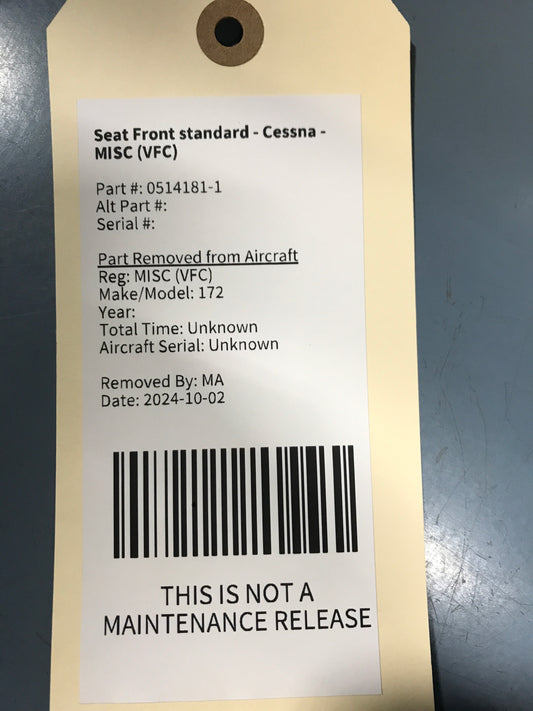 Seat Front standard - Cessna -
MISC (VFC)
Part #: 0514181-1
Alt Part #:
Serial #:
Part Removed from Aircraft
Reg: MISC (VFC)
Make/Model: 172
Year:
Total Time: Unknown
Aircraft Serial: Unknown
Removed By: MA
Date: 2024-10-02
THIS IS NOT A
MAINTENANCE RELEASE